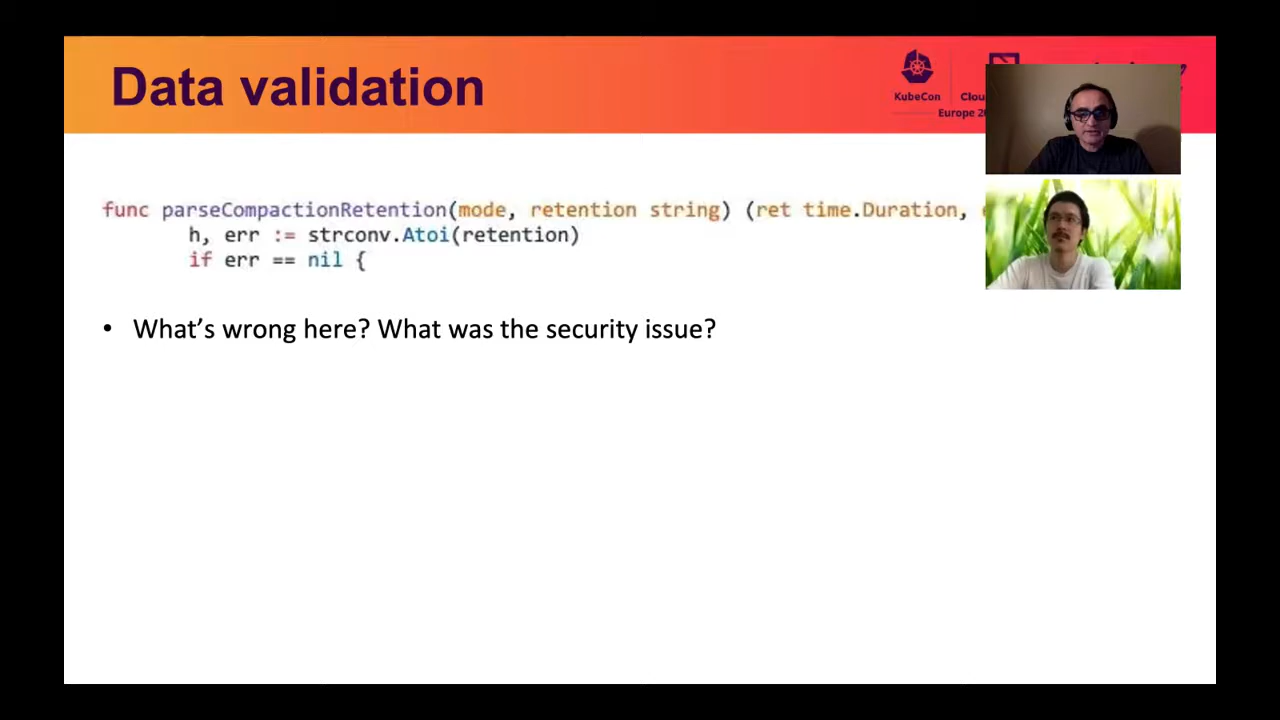 Data validation
KubeCon
Europe
func parseCompactionRetention(mode, retention string) (ret time.Duration,
h, err := strconv.Atoi(retention)
if err == nil {
• What's wrong here? What was the security issue?